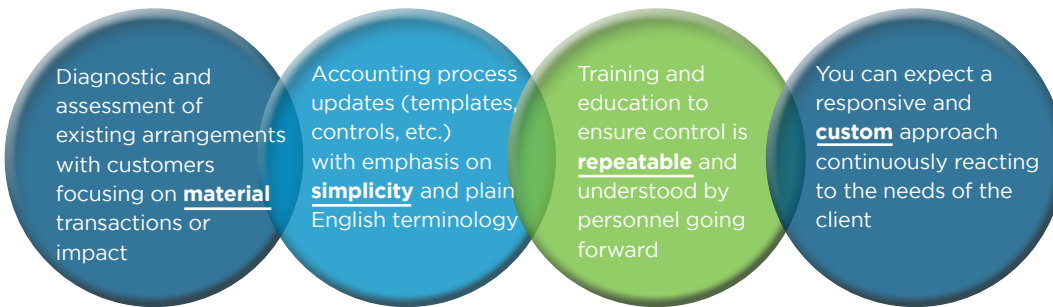 Diagnostic and
assessment of
existing arrangements
with customers
focusing on material
transactions or
impact
Accounting process
updates (templates,
controls, etc.)
with emphasis on
simplicity and plain
English terminology
Training and
education to
ensure control is
repeatable and
understood by
personnel going
forward
You can expect a
responsive and
custom approach
continuously reacting
to the needs of the
client